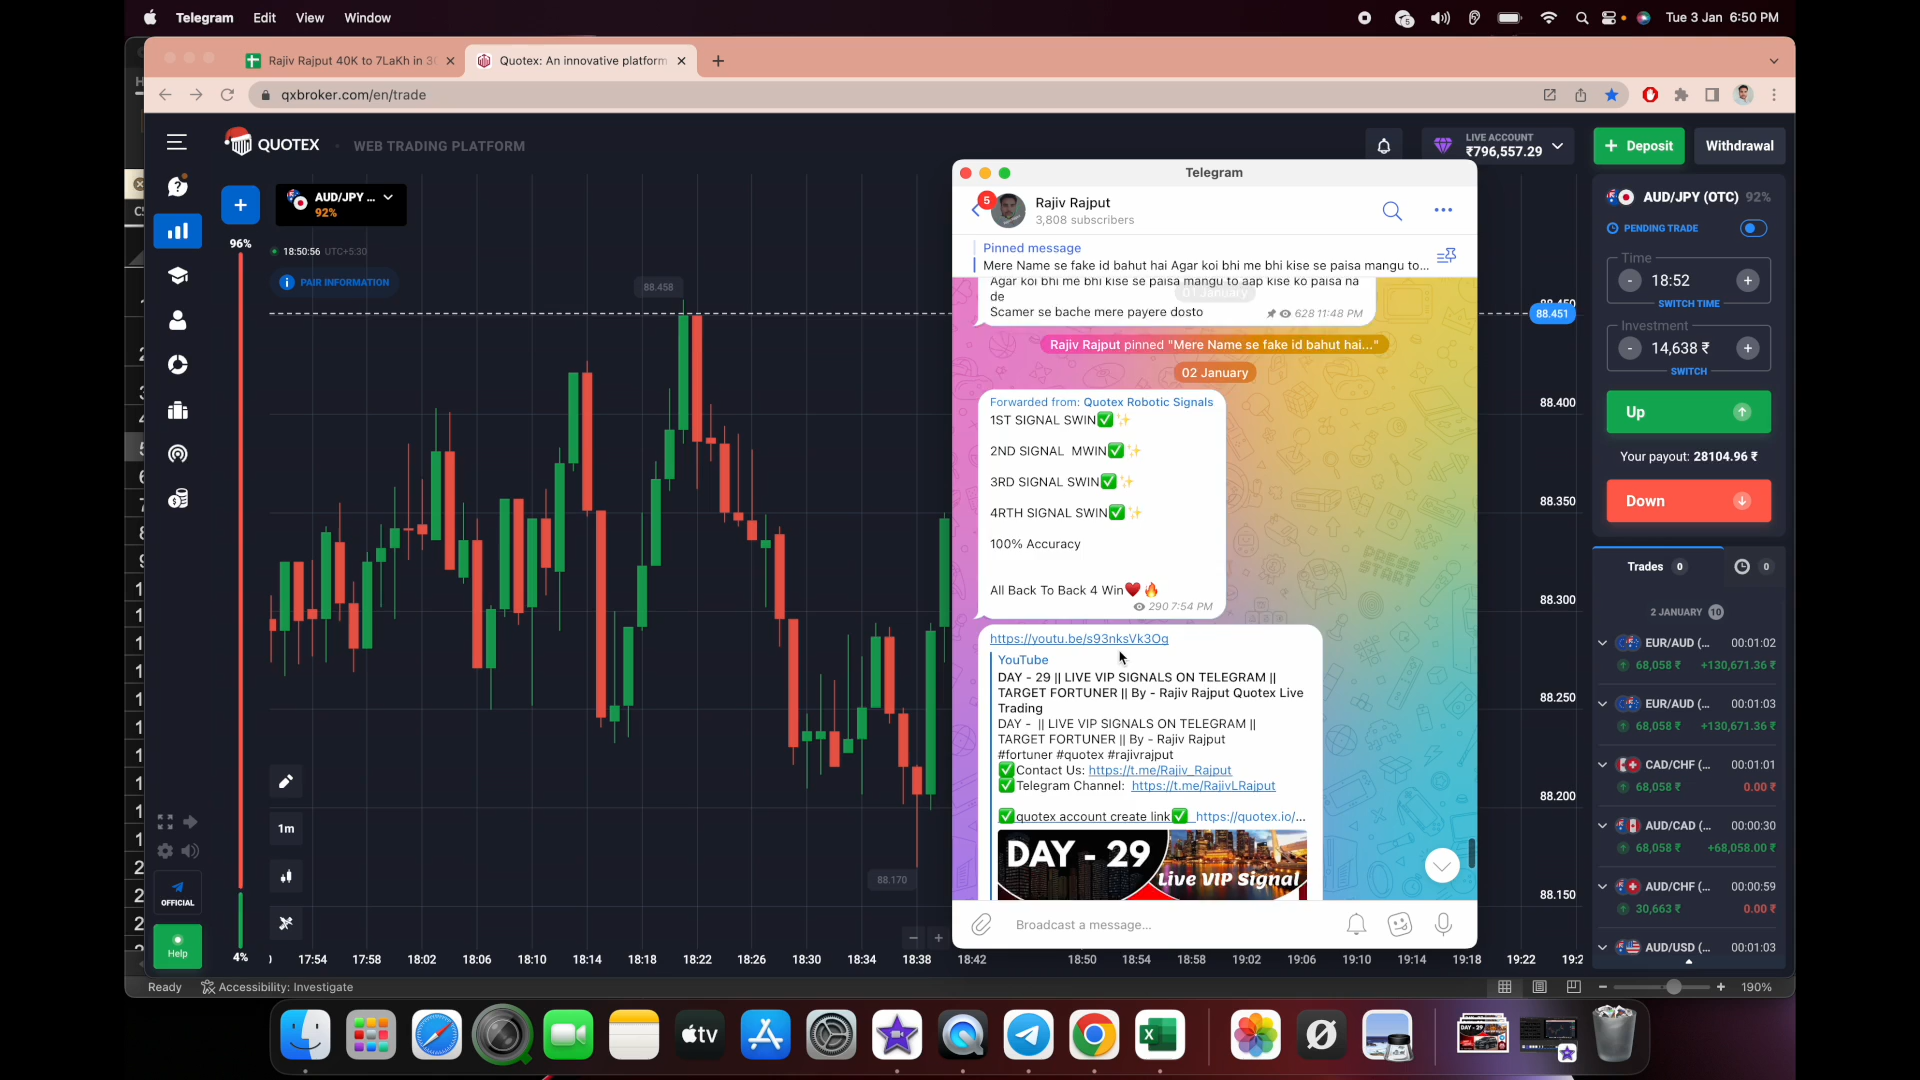 Telegram Edit View Window
Tue 3 Jan 6:50 PM
Rajiv Rajput 40K to 7LaKh in 30
Quotex: An innovative platform
qxbroker.com/en/trade
QUOTEX
WEB TRADING PLATFORM
LIVE ACCOUNT
₹796,557.29
Deposit
Withdrawal
AUD/JPY ...
92%
96%
18:50:56 UTC+5:30
PAIR INFORMATION
88.458
88.170
OFFICIAL
Help
4%
1m
Telegram
5
Rajiv Rajput
3,808 subscribers
Pinned message
Mere Name se fake id bahut hai Agar koi bhi me bhi kise se paisa mangu to...
Agar koi bhi me bhi kise se paisa mangu to aap kise ko paisa na
de
01 January
Scamer se bache mere payere dosto
628 11:48 PM
Rajiv Rajput pinned "Mere Name se fake id bahut hai..."
02 January
Forwarded from: Quotex Robotic Signals
1ST SIGNAL SWIN✅✨
2ND SIGNAL MWIN✅✨
3RD SIGNAL SWIN✅✨
4RTH SIGNAL SWIN✅✨
100% Accuracy
All Back To Back 4 Win❤️🔥
290 7:54 PM
https://youtu.be/s93nksVk3Og
YouTube
DAY - 29 || LIVE VIP SIGNALS ON TELEGRAM ||
TARGET FORTUNER || By - Rajiv Rajput Quotex Live
Trading
DAY - || LIVE VIP SIGNALS ON TELEGRAM ||
TARGET FORTUNER || By - Rajiv Rajput
#fortuner #quotex #rajivrajput
✅Contact Us: https://t.me/Rajiv_Rajput
✅Telegram Channel: https://t.me/RajivLRajput
✅quotex account create link✅ https://quotex.io/...
DAY - 29
Live VIP Signal
Broadcast a message...
PRESS START
88.451
88.400
88.350
88.300
88.250
88.200
88.150
17:54 17:58 18:02 18:06 18:10 18:14 18:18 18:22 18:26 18:30 18:34 18:38 18:42 18:50 18:54 18:58 19:02 19:06 19:10 19:14 19:18 19:22 19:2
AUD/JPY (OTC) 92%
PENDING TRADE
Time
- 18:52 +
SWITCH TIME
Investment
- 14,638 ₹ +
SWITCH
Up
Your payout: 28104.96 ₹
Down
Trades 0
0
2 JANUARY 10
EUR/AUD (... 00:01:02
68,058 ₹ +130,671.36 ₹
EUR/AUD (... 00:01:03
68,058 ₹ +130,671.36 ₹
CAD/CHF (... 00:01:01
68,058 ₹ 0.00 ₹
AUD/CAD (... 00:00:30
68,058 ₹ +68,058.00 ₹
AUD/CHF (... 00:00:59
30,663 ₹ 0.00 ₹
AUD/USD (... 00:01:03
Ready
Accessibility: Investigate
190%
tv